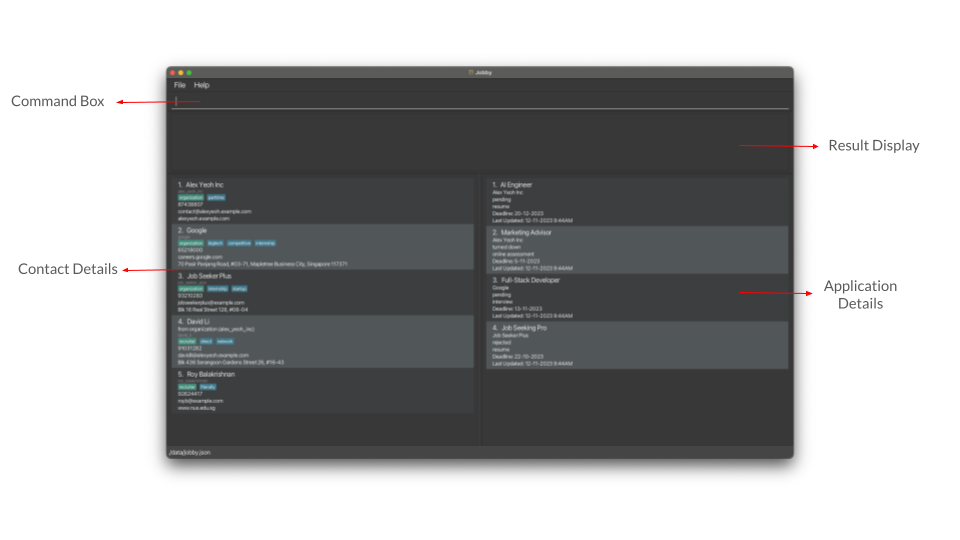 Jobby
File Help
Command Box
Result Display
Contact Details
Application
Details
1. Alex Yeoh Inc
organization parttime
87438807
contact@alexyeoh.example.com
alexyeoh.example.com
2. Google
organization bigtech competitive internship
65218000
careers.google.com
70 Pasir Panjang Road, #03-71, Mapletree Business City, Singapore 117371
3. Job Seeker Plus
organization internship startup
93210283
jobseekerplus@example.com
Blk 16 Real Street 128, #06-04
4. David Li
from organization (alex_yeoh_inc)
recruiter direct network
91031282
davidli@alexyeoh.example.com
Blk 436 Serangoon Gardens Street 26, #16-43
5. Roy Balakrishnan
recruiter friendly
92624417
royb@example.com
www.nus.edu.sg
1. AI Engineer
Alex Yeoh Inc
pending
resume
Deadline: 20-12-2023
Last Updated: 12-11-2023 9:44AM
2. Marketing Advisor
Alex Yeoh Inc
turned down
online assessment
Deadline: 5-11-2023
Last Updated: 12-11-2023 9:44AM
3. Full-Stack Developer
Google
pending
interview
Deadline: 13-11-2023
Last Updated: 12-11-2023 9:44AM
4. Job Seeking Pro
Job Seeker Plus
rejected
resume
Deadline: 22-10-2023
Last Updated: 12-11-2023 9:44AM
./data/jobby.json